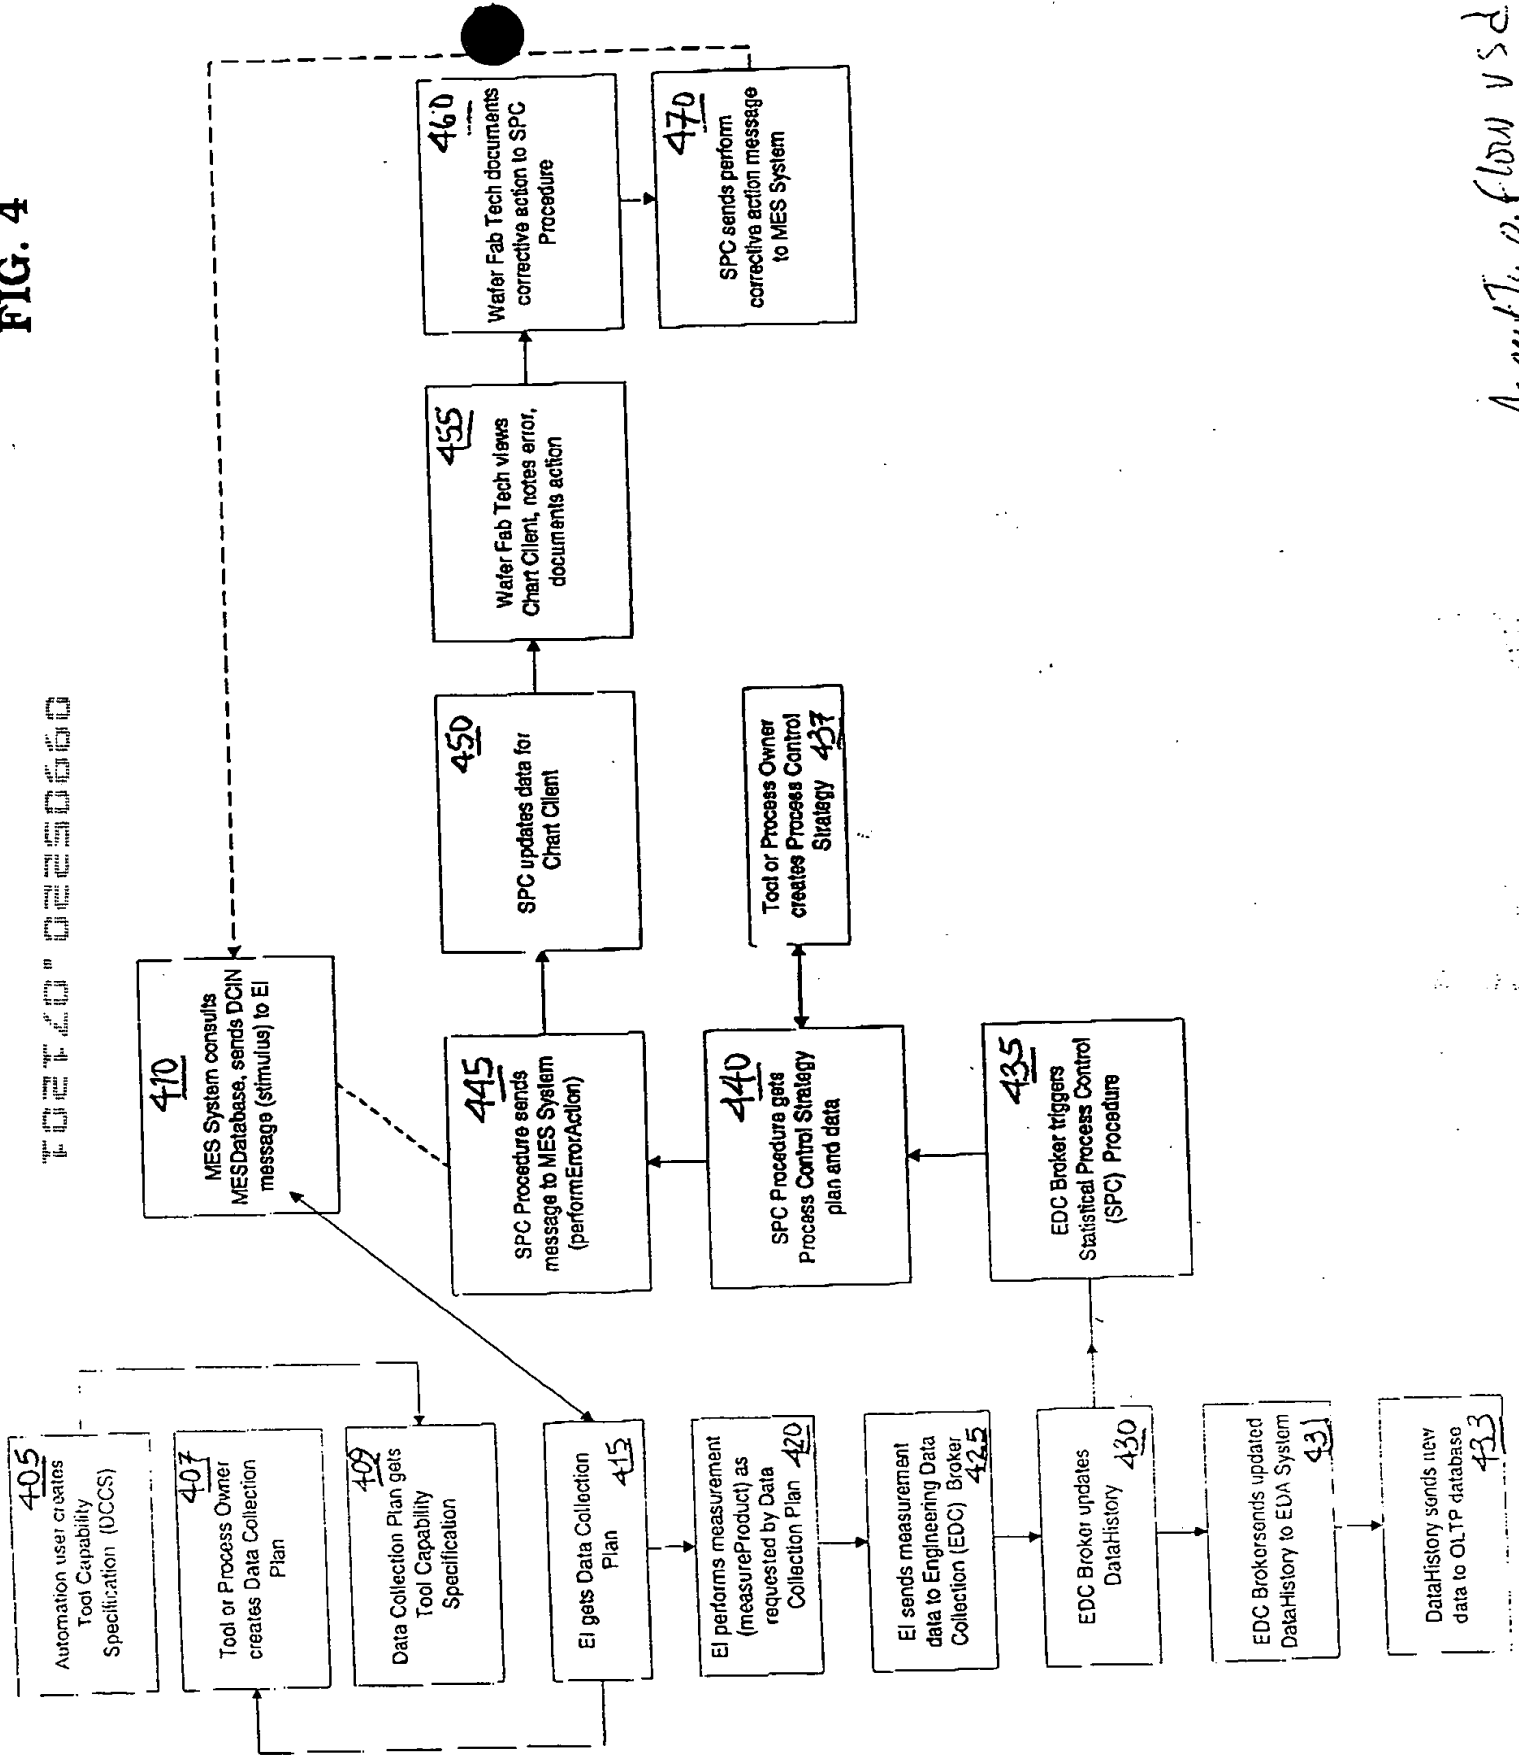 FIG. 4
405
Automation user creates
Tool Capability
Specification (DCCS)
407
Tool or Process Owner
creates Data Collection
Plan
409
Data Collection Plan gets
Tool Capability
Specification
410
MES System consults
MESDatabase, sends DCIN
message (stimulus) to EI
EI gets Data Collection
Plan
415
EI performs measurement
(measureProduct) as
requested by Data
Collection Plan 420
EI sends measurement
data to Engineering Data
Collection (EDC) Broker
425
EDC Broker updates
DataHistory 430
EDC Broker sends updated
DataHistory to EDA System
431
DataHistory sends new
data to OLTP database
433
435
EDC Broker triggers
Statistical Process Control
(SPC) Procedure
Tool or Process Owner
creates Process Control
Strategy 437
440
SPC Procedure gets
Process Control Strategy
plan and data
445
SPC Procedure sends
message to MES System
(performErrorAction)
450
SPC updates data for
Chart Client
455
Wafer Fab Tech views
Chart Client, notes error,
documents action
460
Wafer Fab Tech documents
corrective action to SPC
Procedure
470
SPC sends perform
corrective action message
to MES System
flow vsd